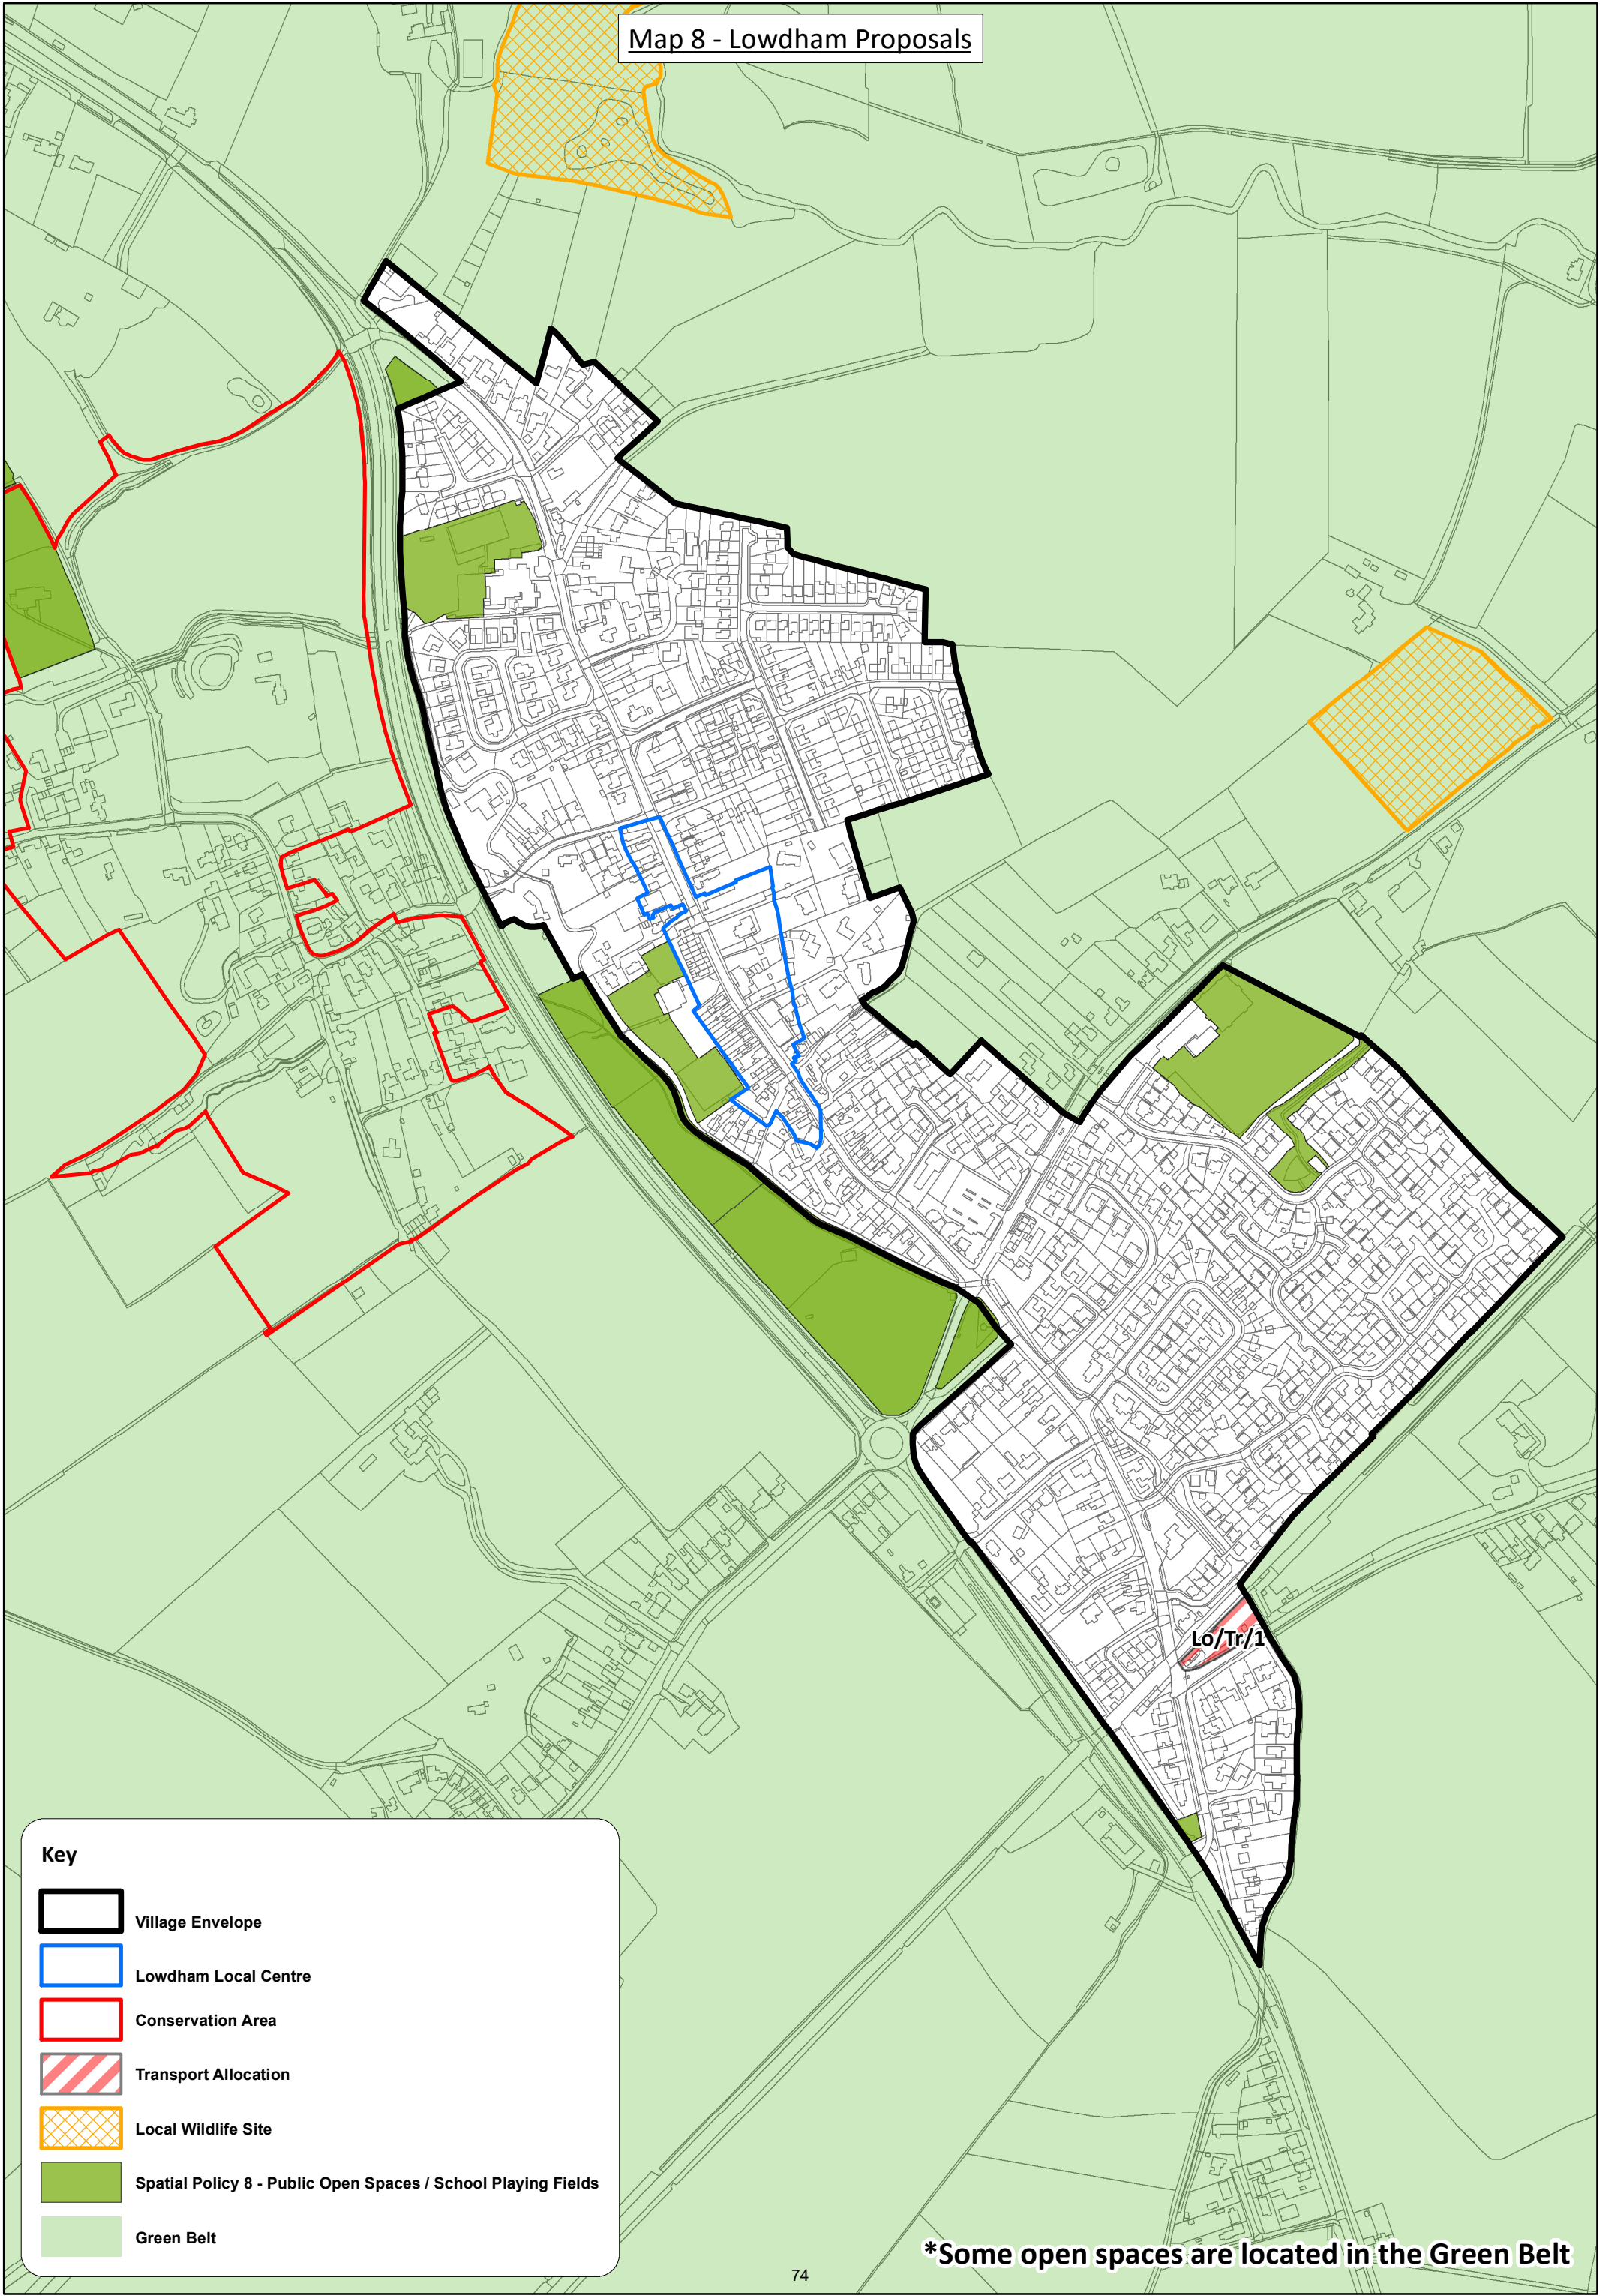 Map 8 - Lowdham Proposals
Lo/Tr/1
Key
Village Envelope
Lowdham Local Centre
Conservation Area
Transport Allocation
Local Wildlife Site
Spatial Policy 8 - Public Open Spaces / School Playing Fields
Green Belt
*Some open spaces are located in the Green Belt
74